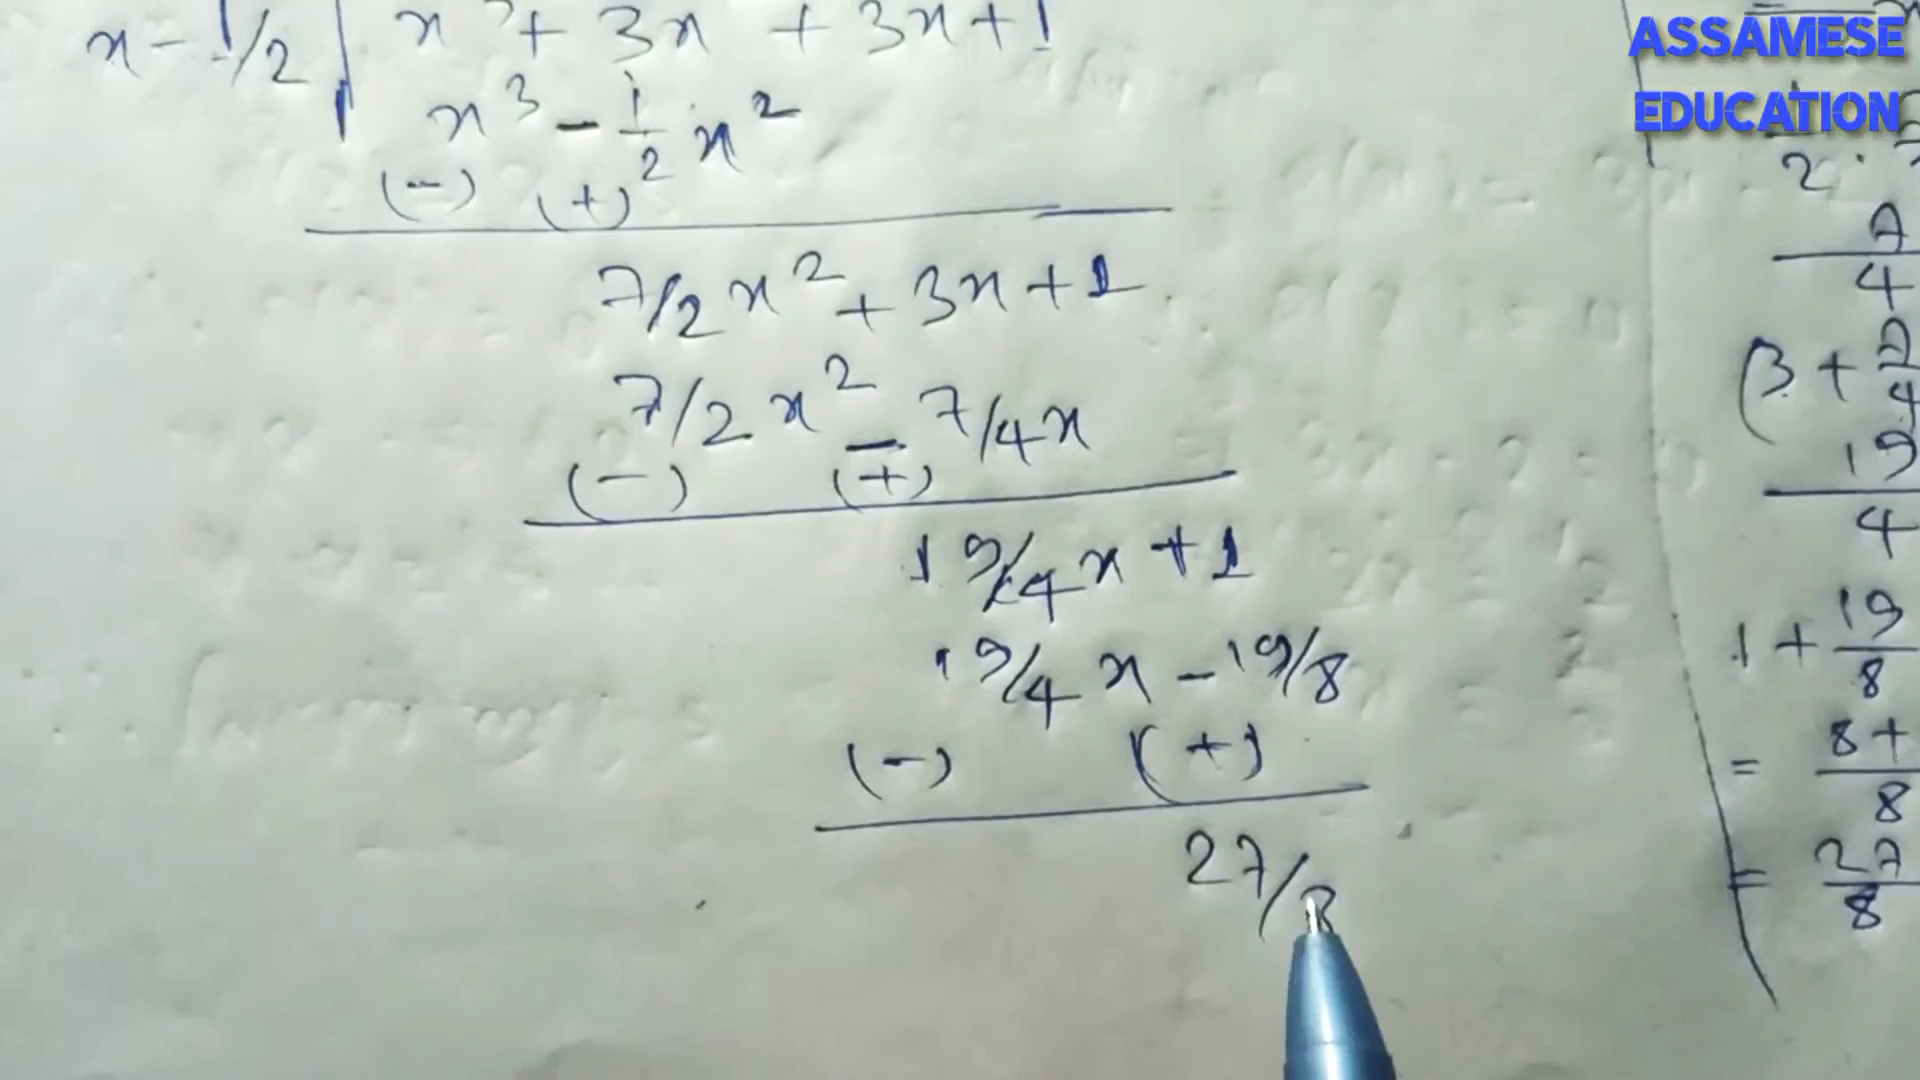 x - 1/2 | x³ + 3x + 3x + 1
x³ - 1/2 x²
(-) (+)
7/2 x² + 3x + 1
7/2 x² - 7/4 x
(-) (+)
19/4 x + 1
19/4 x - 19/8
(-) (+)
27/8
ASSAMESE
EDUCATION
2 · 
7
4
3 + 7/4
19
4
1 + 19/8
= 8+/8
= 27/8